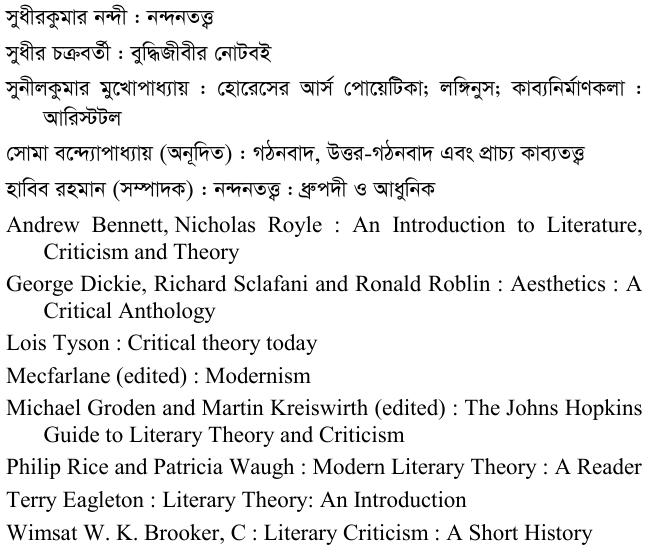 সুধীরকুমার নন্দী : নন্দনতত্ত্ব
সুধীর চক্রবর্তী : বুদ্ধিজীবীর নোটবই
সুনীলকুমার মুখোপাধ্যায় : হোরেসের আর্স পোয়েটিকা; লঙ্গিনুস; কাব্যনির্মাণকলা :
আরিস্টটল
সোমা বন্দ্যোপাধ্যায় (অনূদিত) : গঠনবাদ, উত্তর-গঠনবাদ এবং প্রাচ্য কাব্যতত্ত্ব
হাবিব রহমান (সম্পাদক) : নন্দনতত্ত্ব : ধ্রুপদী ও আধুনিক
Andrew Bennett, Nicholas Royle : An Introduction to Literature,
Criticism and Theory
George Dickie, Richard Sclafani and Ronald Roblin : Aesthetics : A
Critical Anthology
Lois Tyson : Critical theory today
Mecfarlane (edited) : Modernism
Michael Groden and Martin Kreiswirth (edited) : The Johns Hopkins
Guide to Literary Theory and Criticism
Philip Rice and Patricia Waugh : Modern Literary Theory : A Reader
Terry Eagleton : Literary Theory: An Introduction
Wimsat W. K. Brooker, C : Literary Criticism : A Short History